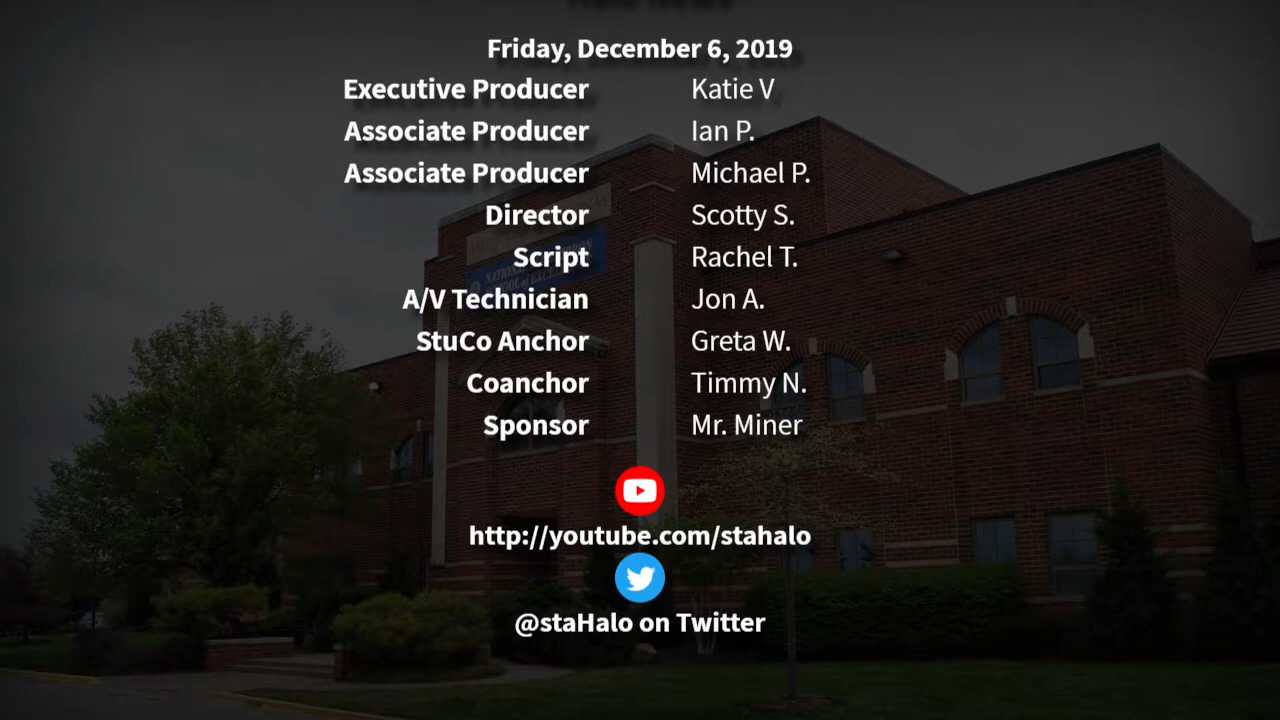 Friday, December 6, 2019
Executive Producer Katie V
Associate Producer Ian P.
Associate Producer Michael P.
Director Scotty S.
Script Rachel T.
A/V Technician Jon A.
StuCo Anchor Greta W.
Coanchor Timmy N.
Sponsor Mr. Miner
http://youtube.com/stahalo
@staHalo on Twitter